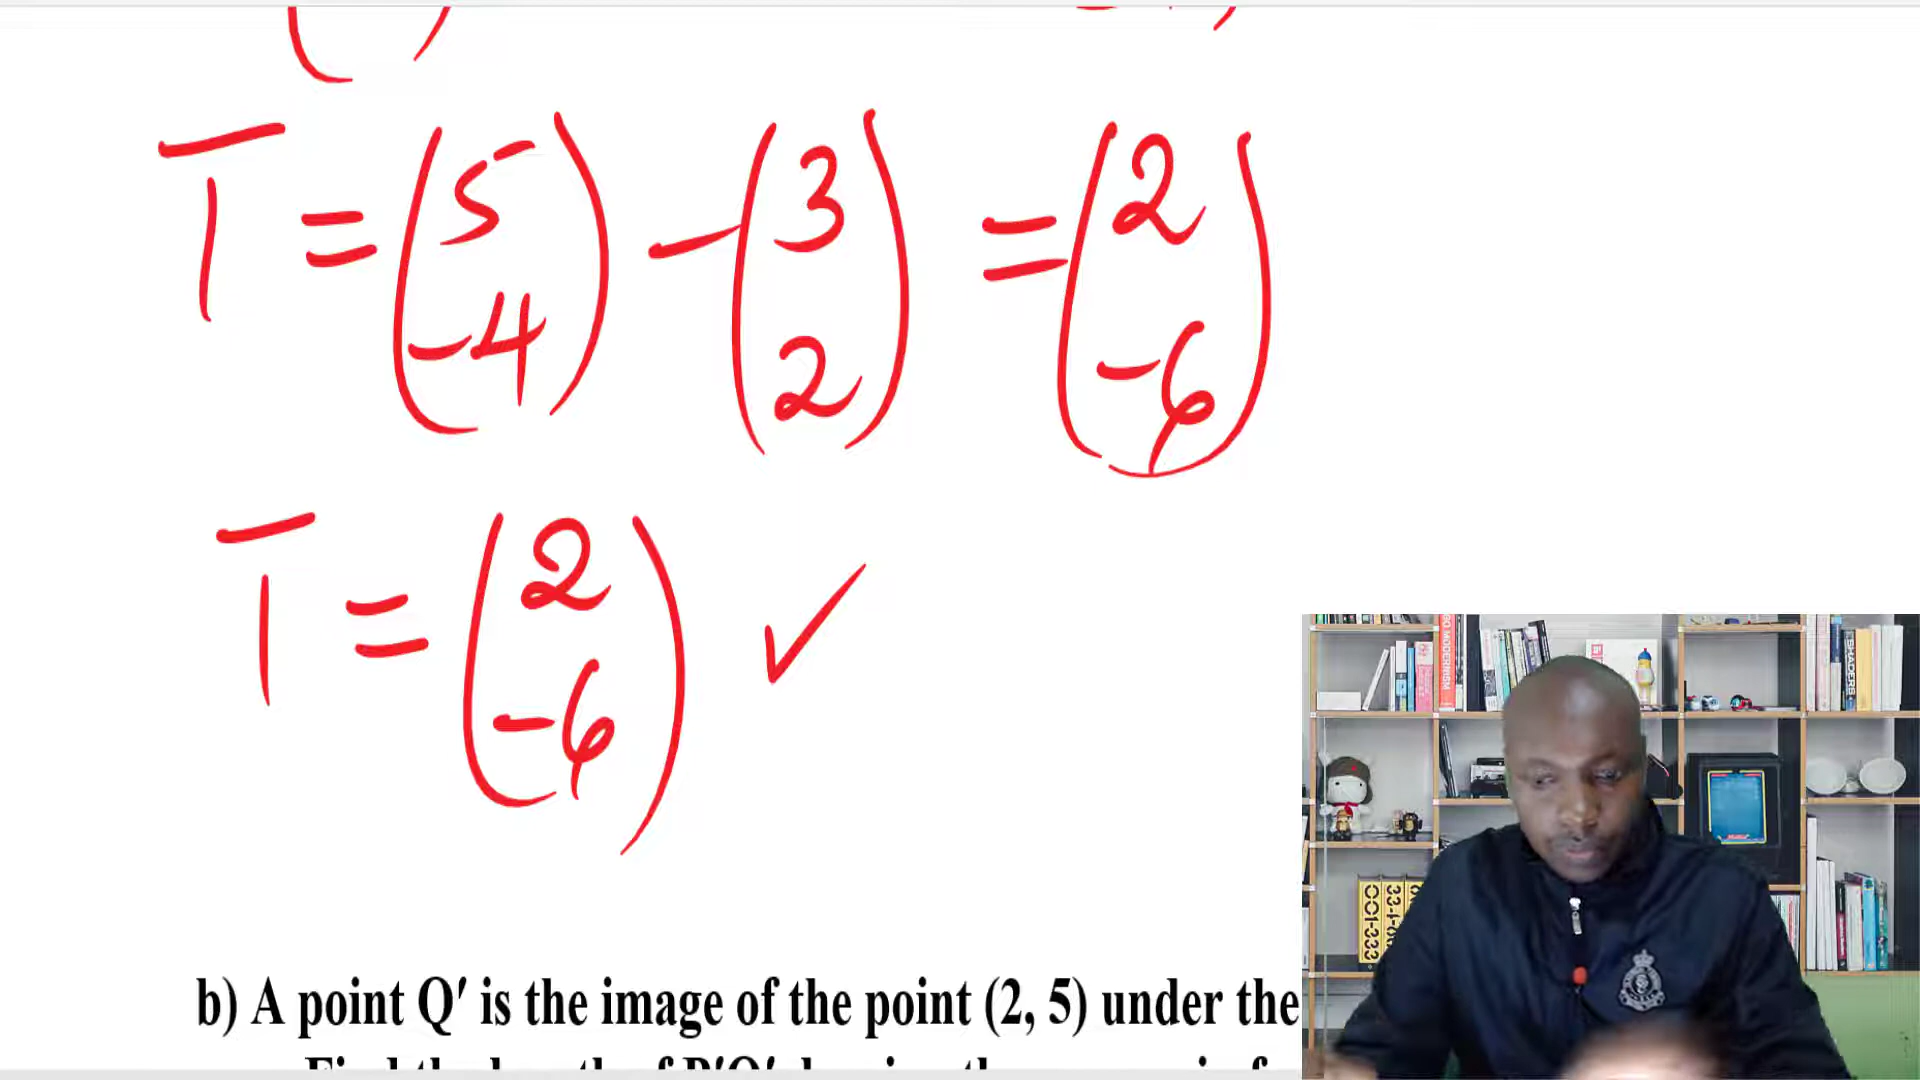 T = (5 -4) - (3 2) = (2 -6)
T = (2 -6) ✓
b) A point Q′ is the image of the point (2, 5) under the